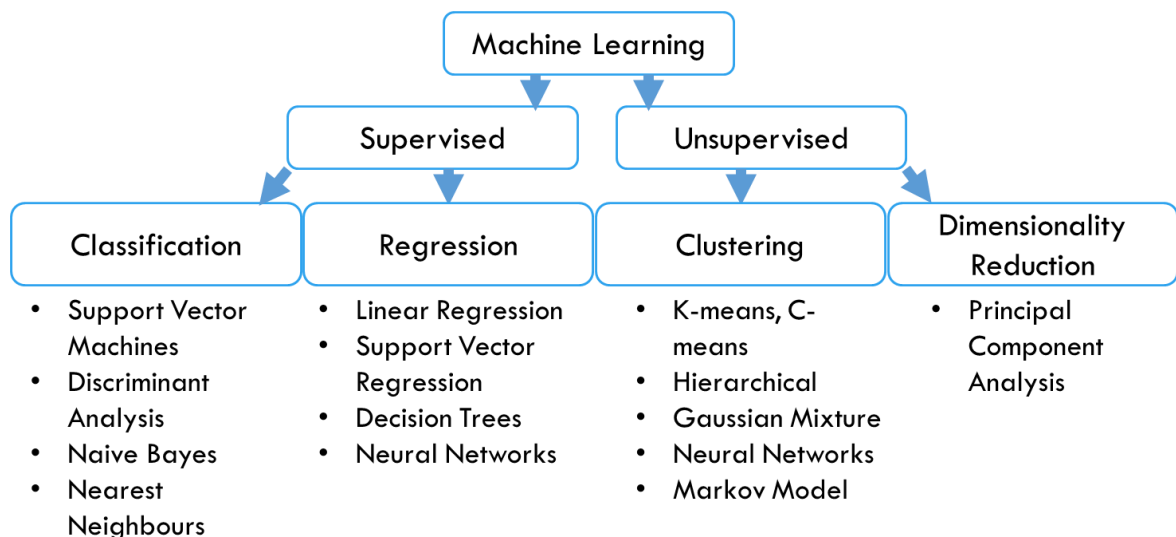 Machine Learning
Supervised
Unsupervised
Classification
• Support Vector
Machines
• Discriminant
Analysis
• Naive Bayes
• Nearest
Neighbours
Regression
• Linear Regression
• Support Vector
Regression
• Decision Trees
• Neural Networks
Clustering
• K-means, C-
means
• Hierarchical
• Gaussian Mixture
• Neural Networks
• Markov Model
Dimensionality
Reduction
• Principal
Component
Analysis